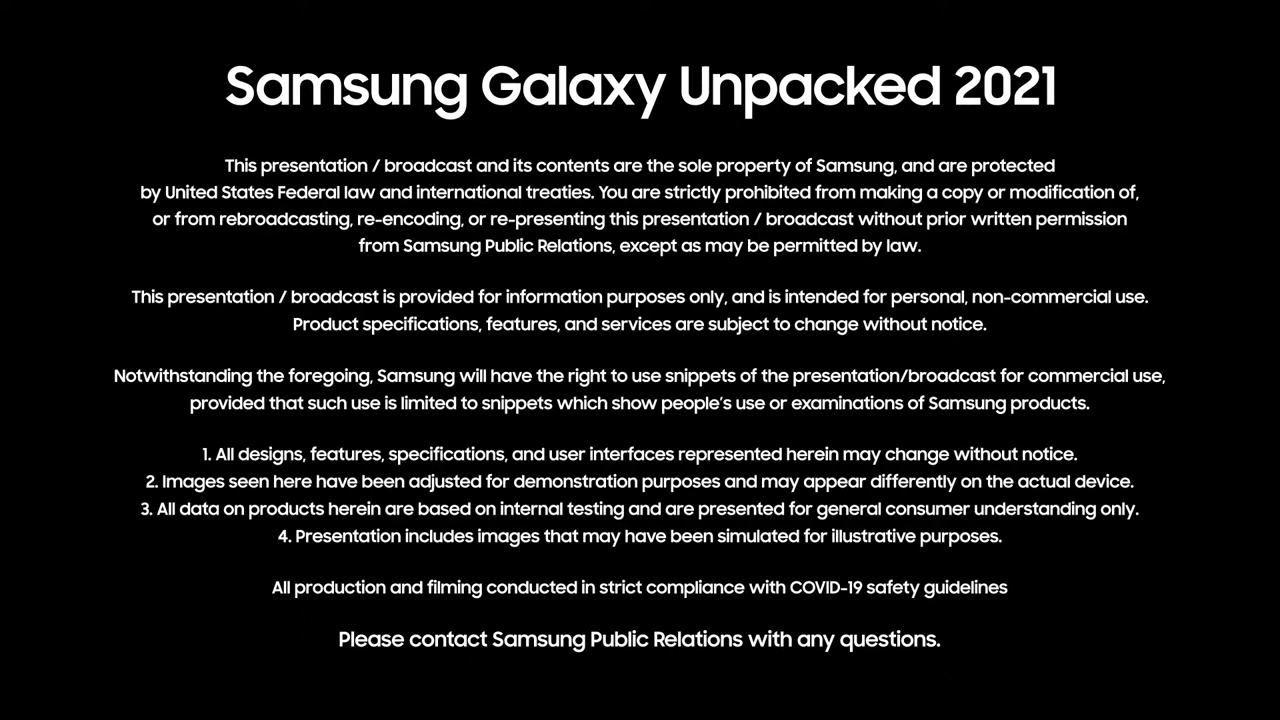 Samsung Galaxy Unpacked 2021
This presentation / broadcast and its contents are the sole property of Samsung, and are protected
by United States Federal law and international treaties. You are strictly prohibited from making a copy or modification of,
or from rebroadcasting, re-encoding, or re-presenting this presentation / broadcast without prior written permission
from Samsung Public Relations, except as may be permitted by law.
This presentation / broadcast is provided for information purposes only, and is intended for personal, non-commercial use.
Product specifications, features, and services are subject to change without notice.
Notwithstanding the foregoing, Samsung will have the right to use snippets of the presentation/broadcast for commercial use,
provided that such use is limited to snippets which show people’s use or examinations of Samsung products.
1. All designs, features, specifications, and user interfaces represented herein may change without notice.
2. Images seen here have been adjusted for demonstration purposes and may appear differently on the actual device.
3. All data on products herein are based on internal testing and are presented for general consumer understanding only.
4. Presentation includes images that may have been simulated for illustrative purposes.
All production and filming conducted in strict compliance with COVID-19 safety guidelines
Please contact Samsung Public Relations with any questions.